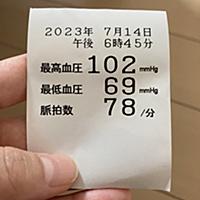 2023年 7月14日
午後 6時45分
最高血圧 102 mmHg
最低血圧 69 mmHg
脈拍数 78 /分